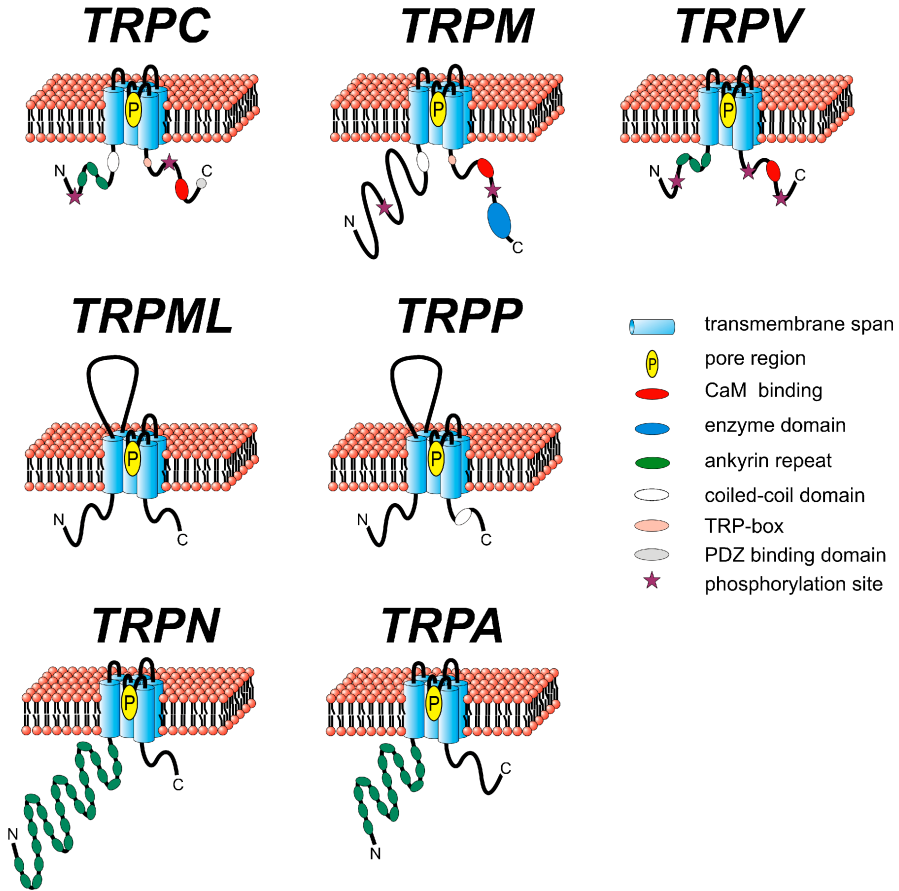 TRPC
TRPM
TRPV
P
N
C
P
N
C
P
N
C
TRPML
TRPP
P
N
C
P
N
C
transmembrane span
P
pore region
CaM binding
enzyme domain
ankyrin repeat
coiled-coil domain
TRP-box
PDZ binding domain
phosphorylation site
TRPN
TRPA
P
C
N
P
C
N